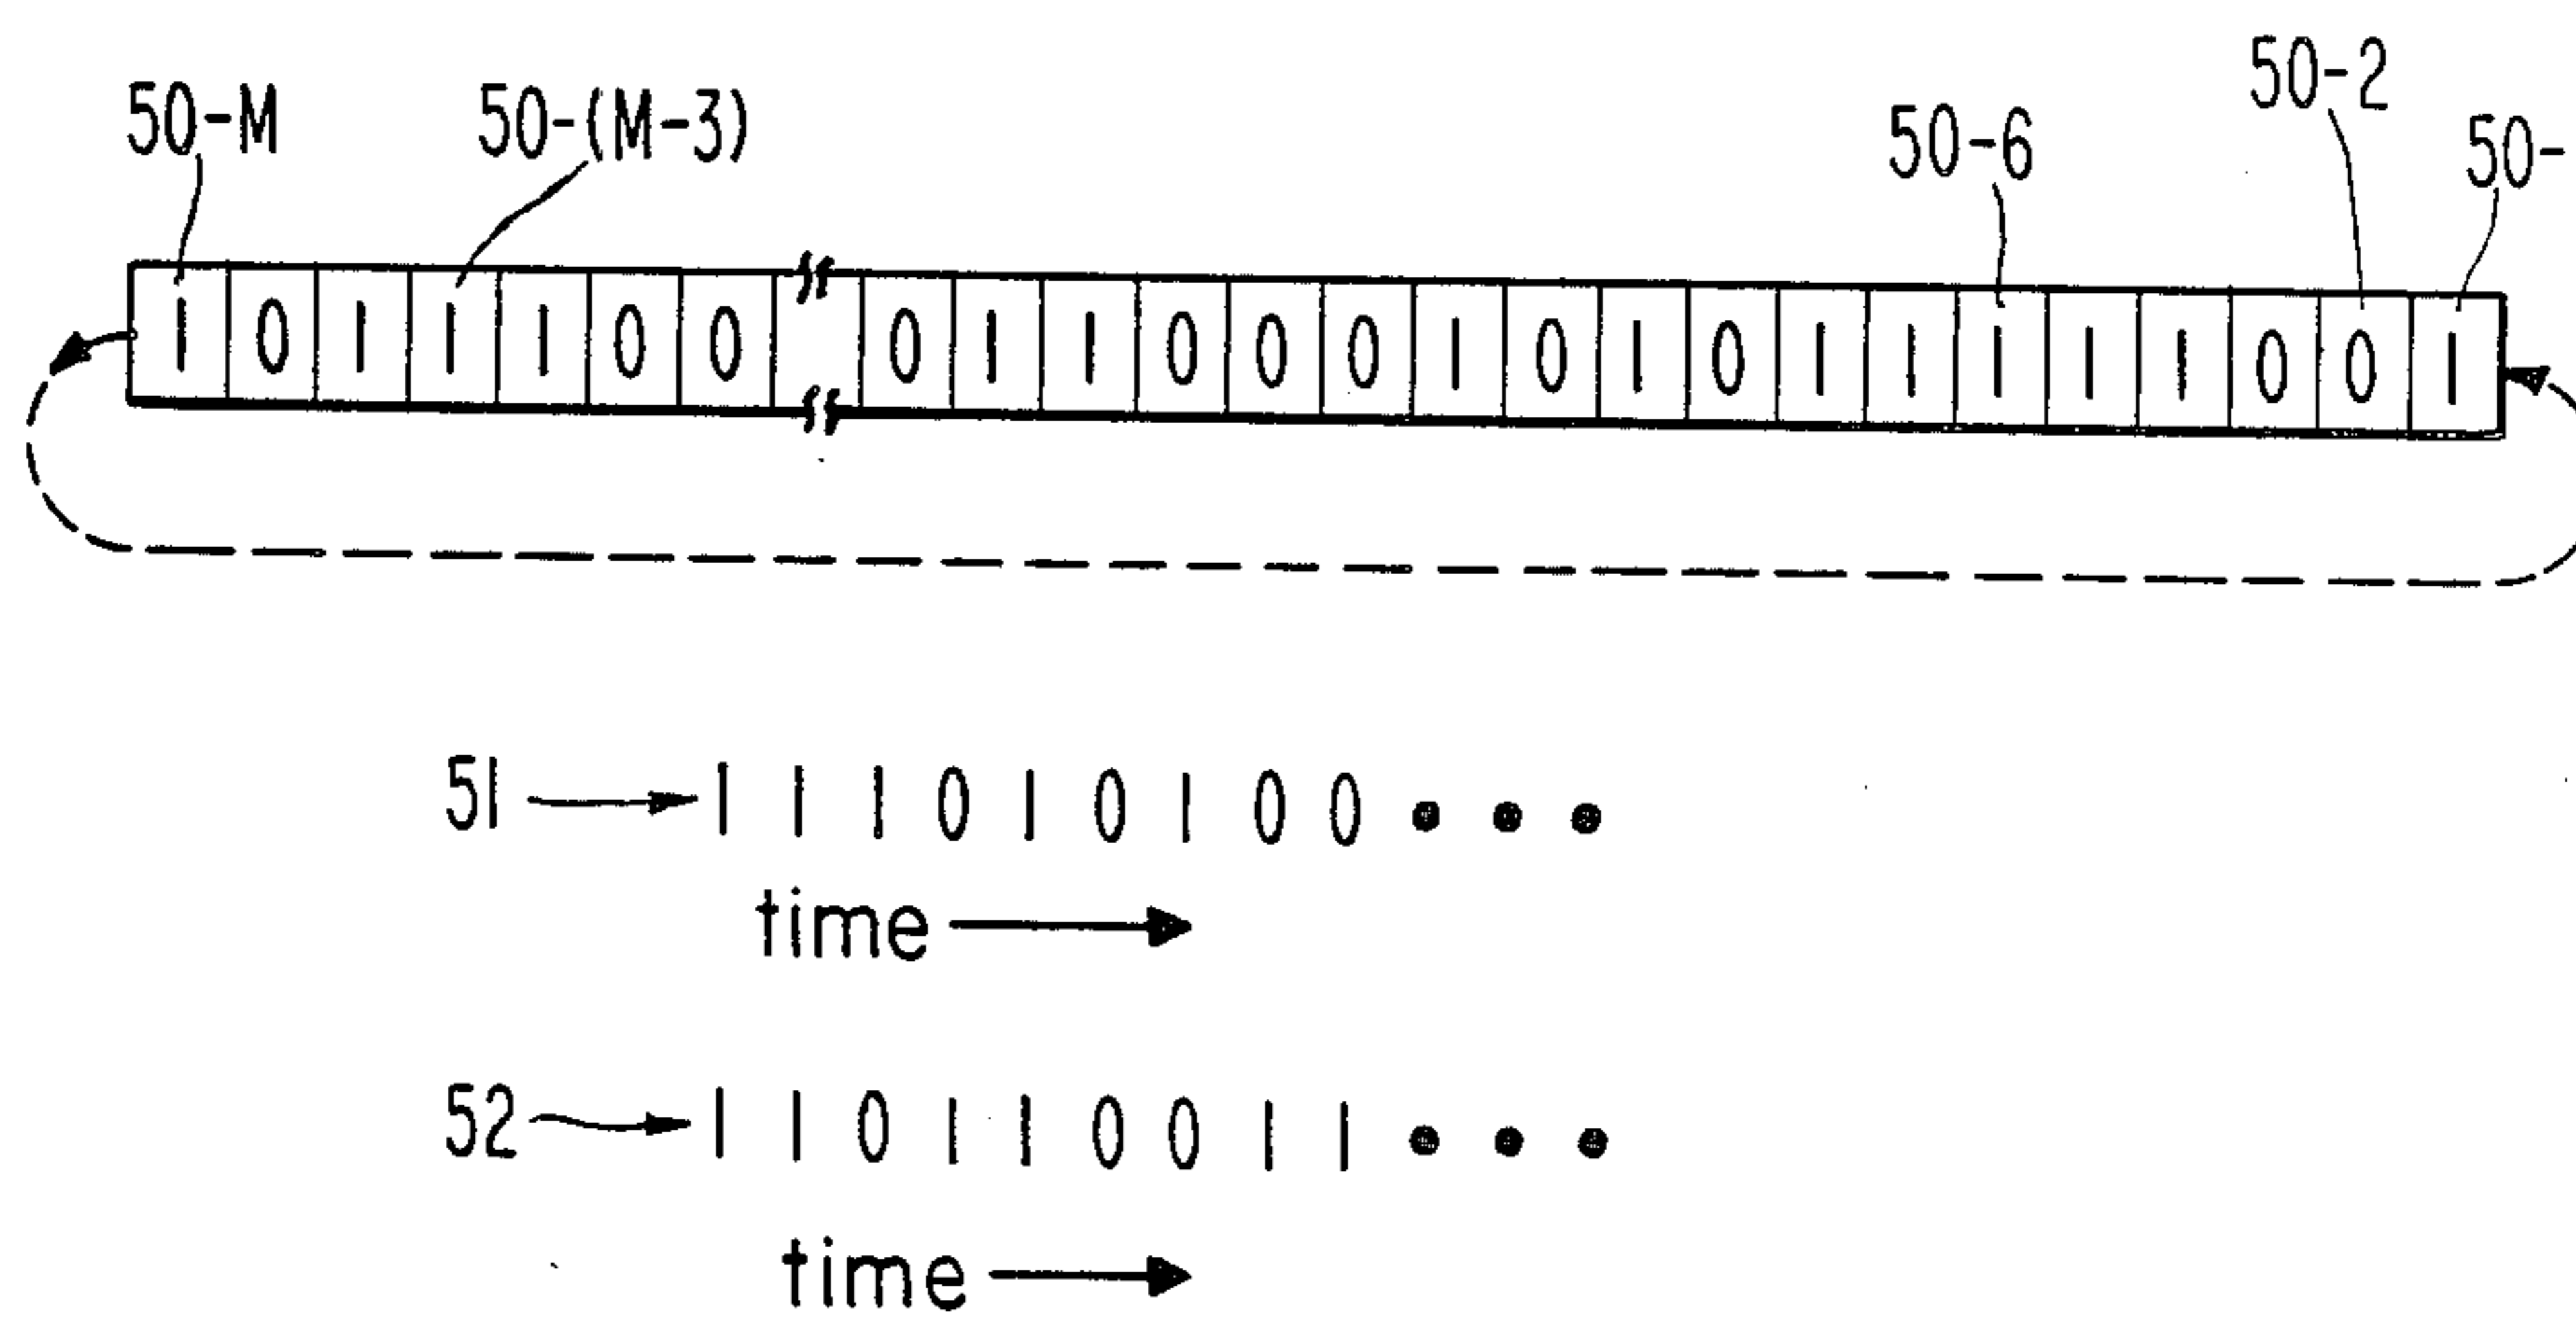 50-M 50-(M-3) 50-6 50-2 50-
1 0 1 1 1 0 0 0 1 1 0 0 0 1 0 1 0 1 1 1 1 1 0 0 1
51 1 1 1 0 1 0 1 0 0 • • •
time
52 1 1 0 1 1 0 0 1 1 • • •
time